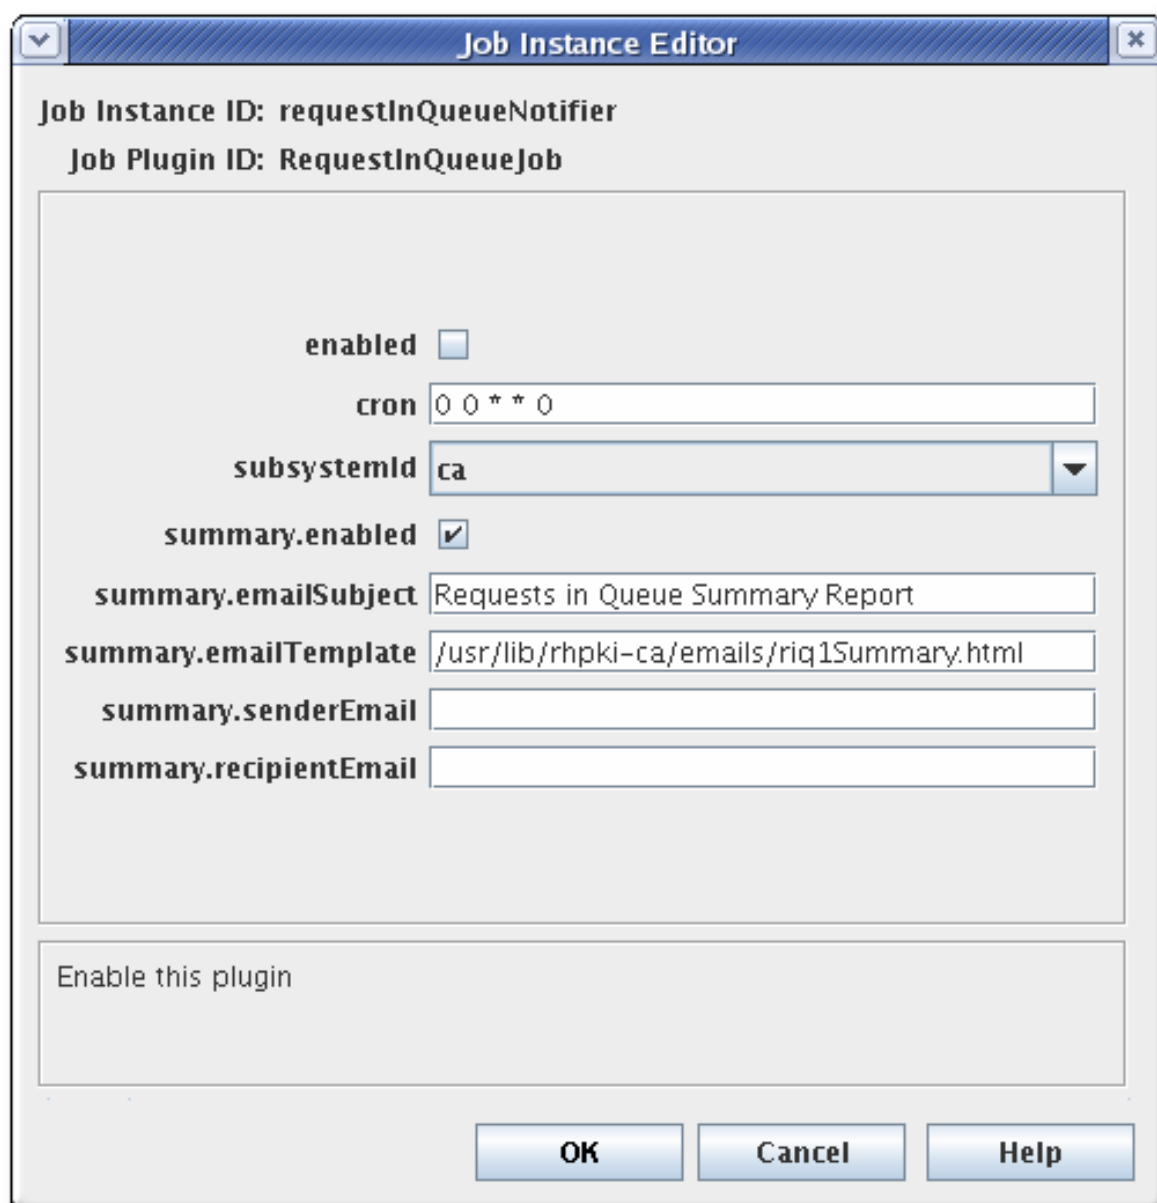 Job Instance Editor
Job Instance ID: requestInQueueNotifier
Job Plugin ID: RequestInQueueJob
enabled
cron 0 0 * * 0
subsystemId ca
summary.enabled
summary.emailSubject Requests in Queue Summary Report
summary.emailTemplate /usr/lib/rhpki-ca/emails/riq1Summary.html
summary.senderEmail
summary.recipientEmail
Enable this plugin
OK Cancel Help